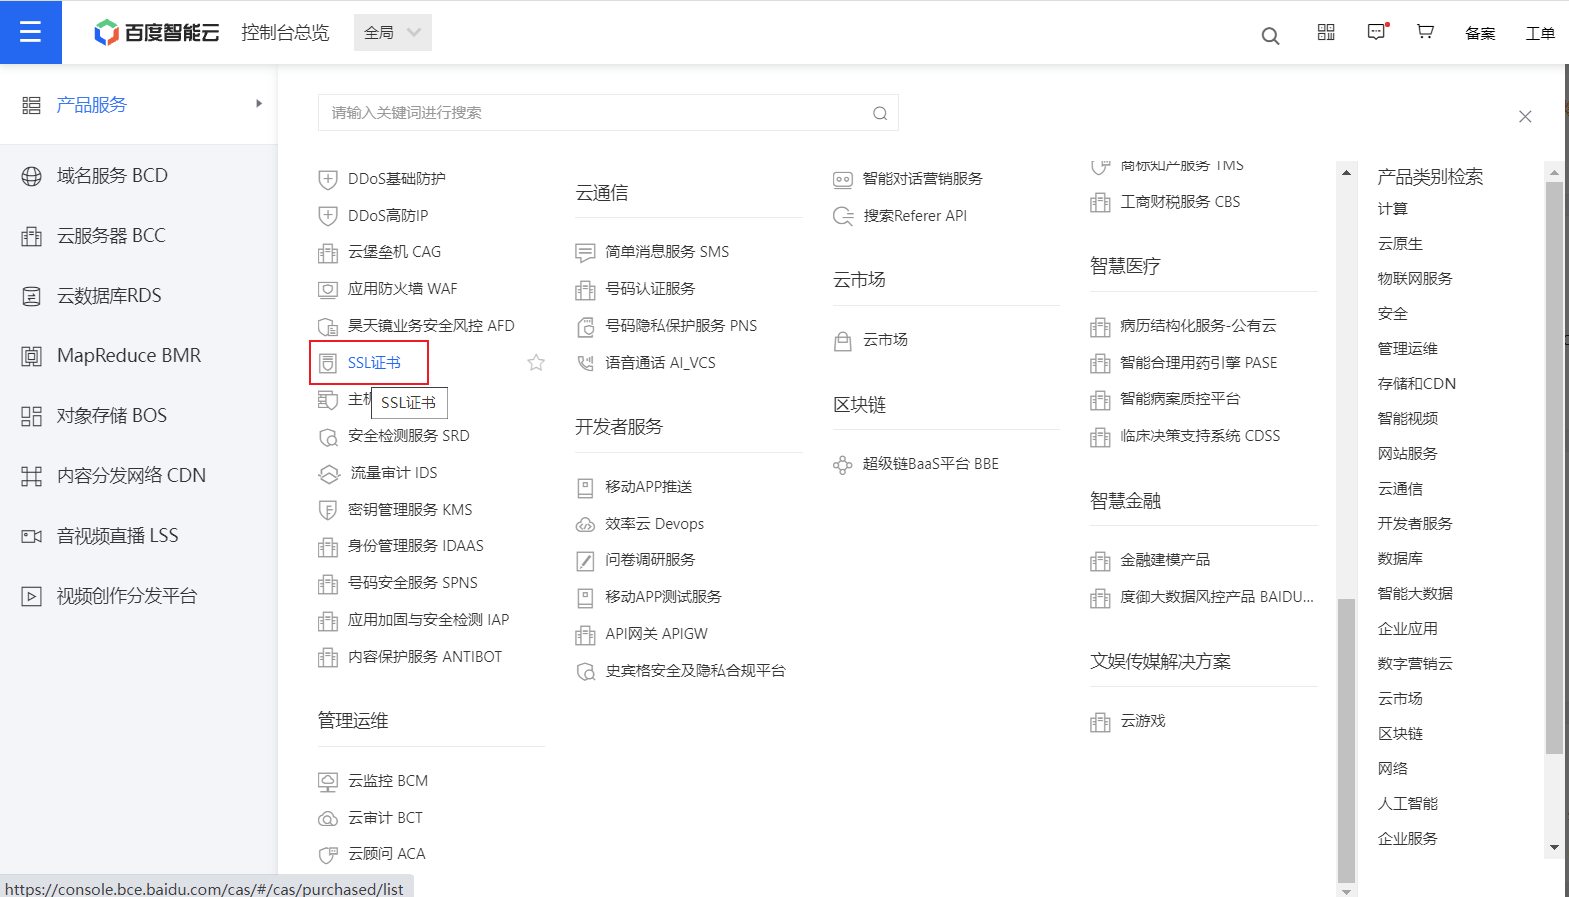 百度智能云
控制台总览
全局
备案
工单
产品服务
域名服务 BCD
云服务器 BCC
云数据库RDS
MapReduce BMR
对象存储 BOS
内容分发网络 CDN
音视频直播 LSS
视频创作分发平台
请输入关键词进行搜索
DDoS基础防护
DDoS高防IP
云堡垒机 CAG
应用防火墙 WAF
昊天镜业务安全风控 AFD
SSL证书
主机
SSL证书
安全检测服务 SRD
流量审计 IDS
密钥管理服务 KMS
身份管理服务 IDAAS
号码安全服务 SPNS
应用加固与安全检测 IAP
内容保护服务 ANTIBOT
管理运维
云监控 BCM
云审计 BCT
云顾问 ACA
云通信
简单消息服务 SMS
号码认证服务
号码隐私保护服务 PNS
语音通话 AI_VCS
开发者服务
移动APP推送
效率云 Devops
问卷调研服务
移动APP测试服务
API网关 APIGW
史宾格安全及隐私合规平台
智能对话营销服务
搜索Referer API
云市场
云市场
区块链
超级链BaaS平台 BBE
商标知产服务 TMS
工商财税服务 CBS
智慧医疗
病历结构化服务-公有云
智能合理用药引擎 PASE
智能病案质控平台
临床决策支持系统 CDSS
智慧金融
金融建模产品
度御大数据风控产品 BAIDU...
文娱传媒解决方案
云游戏
产品类别检索
计算
云原生
物联网服务
安全
管理运维
存储和CDN
智能视频
网站服务
云通信
开发者服务
数据库
智能大数据
企业应用
数字营销云
云市场
区块链
网络
人工智能
企业服务
https://console.bce.baidu.com/cas/#/cas/purchased/list